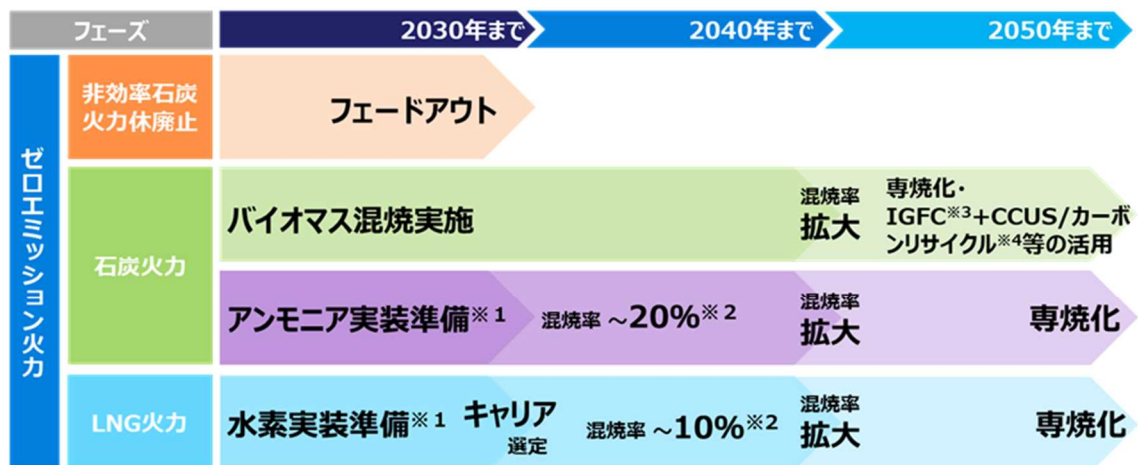 フェーズ
2030年まで
2040年まで
2050年まで
ゼロエミッション火力
非効率石炭
火力休廃止
フェードアウト
石炭火力
バイオマス混焼実施
混焼率
拡大
専焼化・
IGFC※3+CCUS/カーボ
ンリサイクル※4等の活用
アンモニア実装準備※1
混焼率 ~20%※2
混焼率
拡大
専焼化
LNG火力
水素実装準備※1
キャリア
選定
混焼率 ~10%※2
混焼率
拡大
専焼化